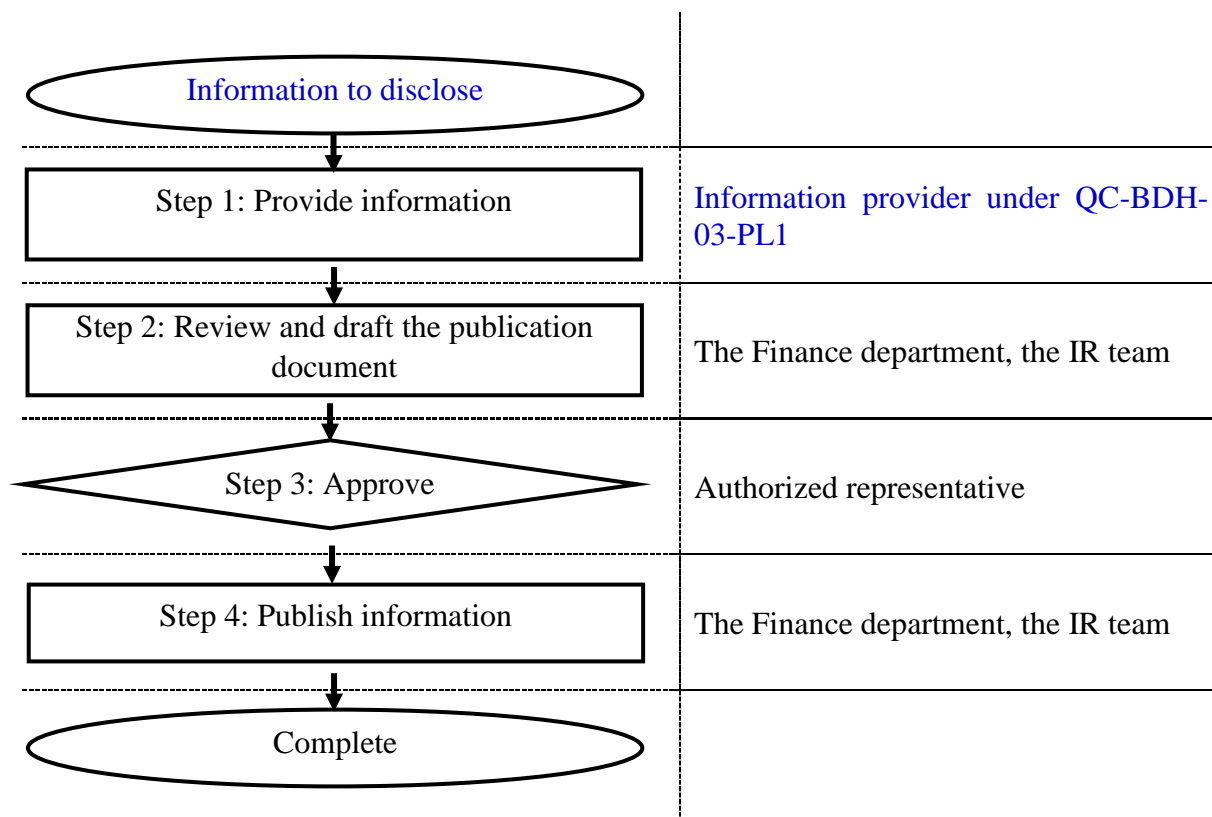 Information to disclose
Step 1: Provide information
Information provider under QC-BDH-
03-PL1
Step 2: Review and draft the publication
document
The Finance department, the IR team
Step 3: Approve
Authorized representative
Step 4: Publish information
The Finance department, the IR team
Complete